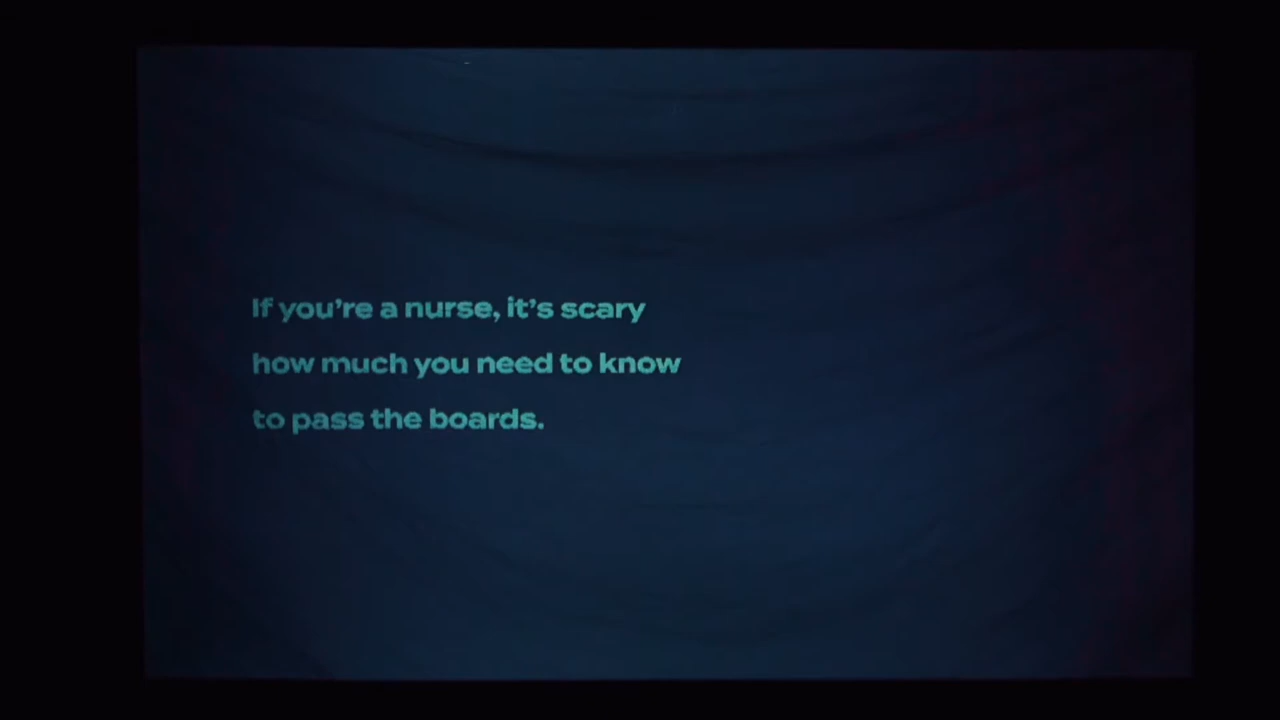 If you're a nurse, it's scary
how much you need to know
to pass the boards.